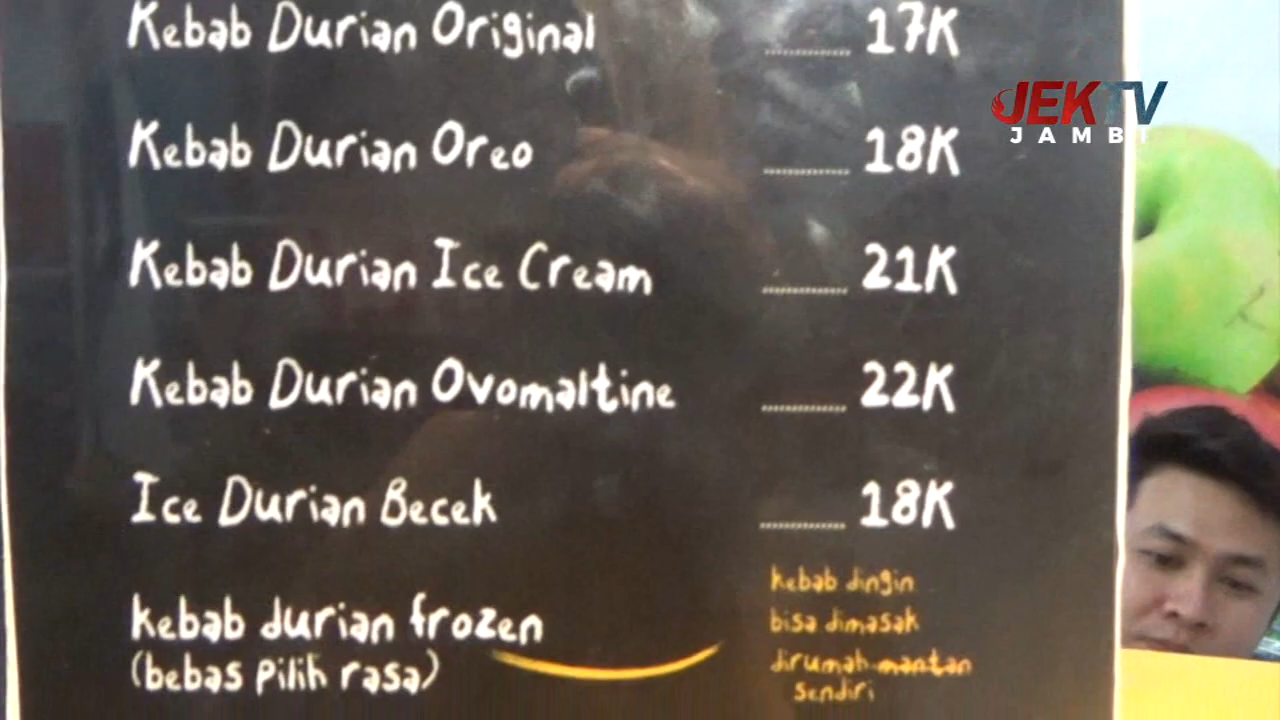 Kebab Durian Original ........ 17K
JEKTV
JAMBI
Kebab Durian Oreo ........ 18K
Kebab Durian Ice Cream ........ 21K
Kebab Durian Ovomaltine ........ 22K
Ice Durian Becek ........ 18K
kebab durian frozen
(bebas pilih rasa)
kebab dingin
bisa dimasak
dirumah mantan
sendiri